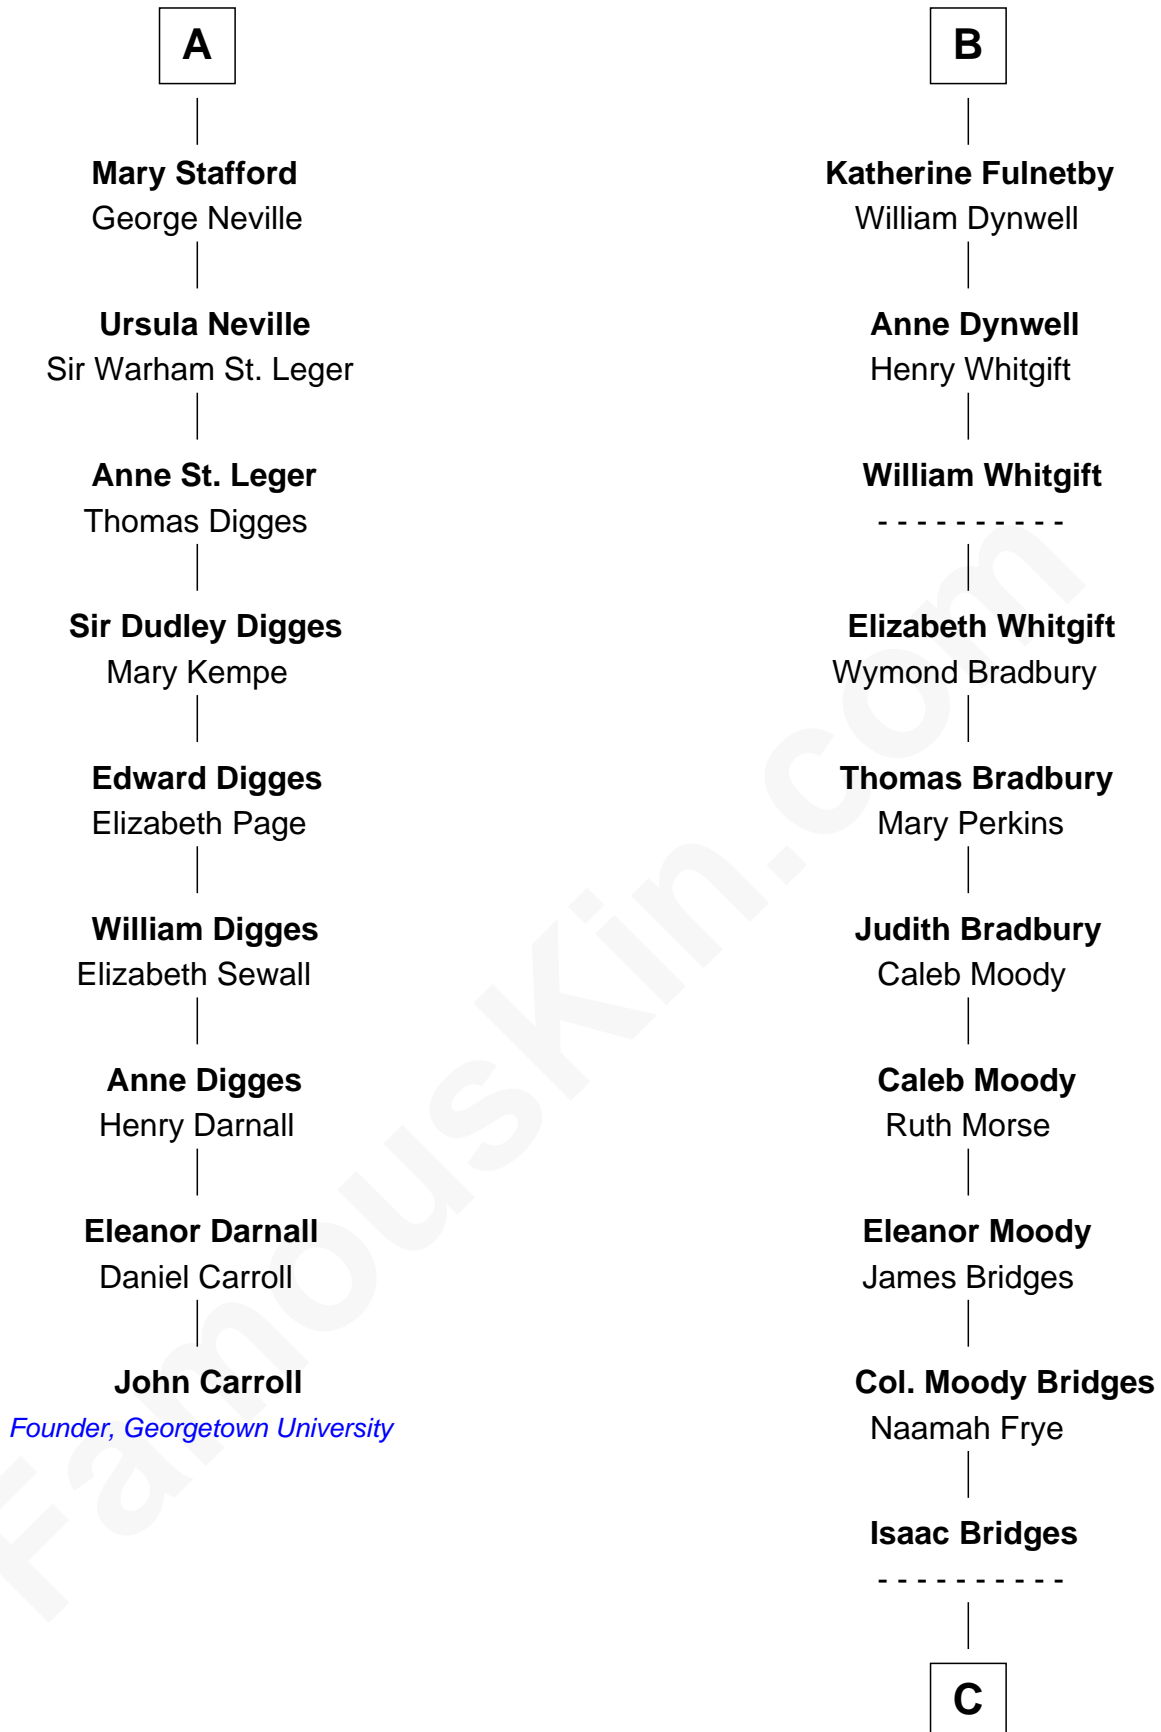 A
Mary Stafford
George Neville
Ursula Neville
Sir Warham St. Leger
Anne St. Leger
Thomas Digges
Sir Dudley Digges
Mary Kempe
Edward Digges
Elizabeth Page
William Digges
Elizabeth Sewall
Anne Digges
Henry Darnall
Eleanor Darnall
Daniel Carroll
John Carroll
Founder, Georgetown University
B
Katherine Fulnetby
William Dynwell
Anne Dynwell
Henry Whitgift
William Whitgift
- - - - - - - - - -
Elizabeth Whitgift
Wymond Bradbury
Thomas Bradbury
Mary Perkins
Judith Bradbury
Caleb Moody
Caleb Moody
Ruth Morse
Eleanor Moody
James Bridges
Col. Moody Bridges
Naamah Frye
Isaac Bridges
- - - - - - - - - -
C
FamousKin.com